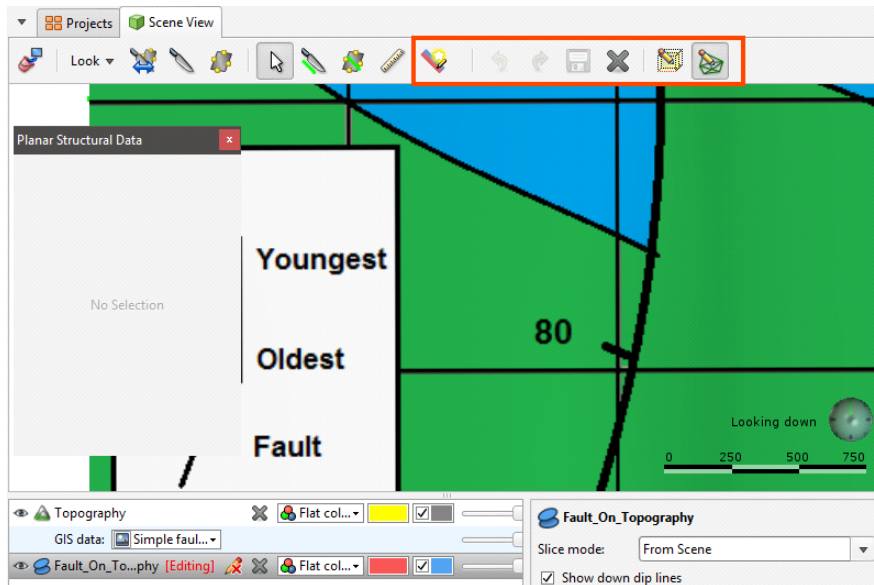 Projects
Scene View
Look
Planar Structural Data
x
No Selection
Youngest
Oldest
Fault
80
Looking down
0 250 500 750
Topography
Flat col...
GIS data: Simple faul...
Fault_On_To...phy [Editing]
Flat col...
Fault_On_Topography
Slice mode: From Scene
Show down dip lines